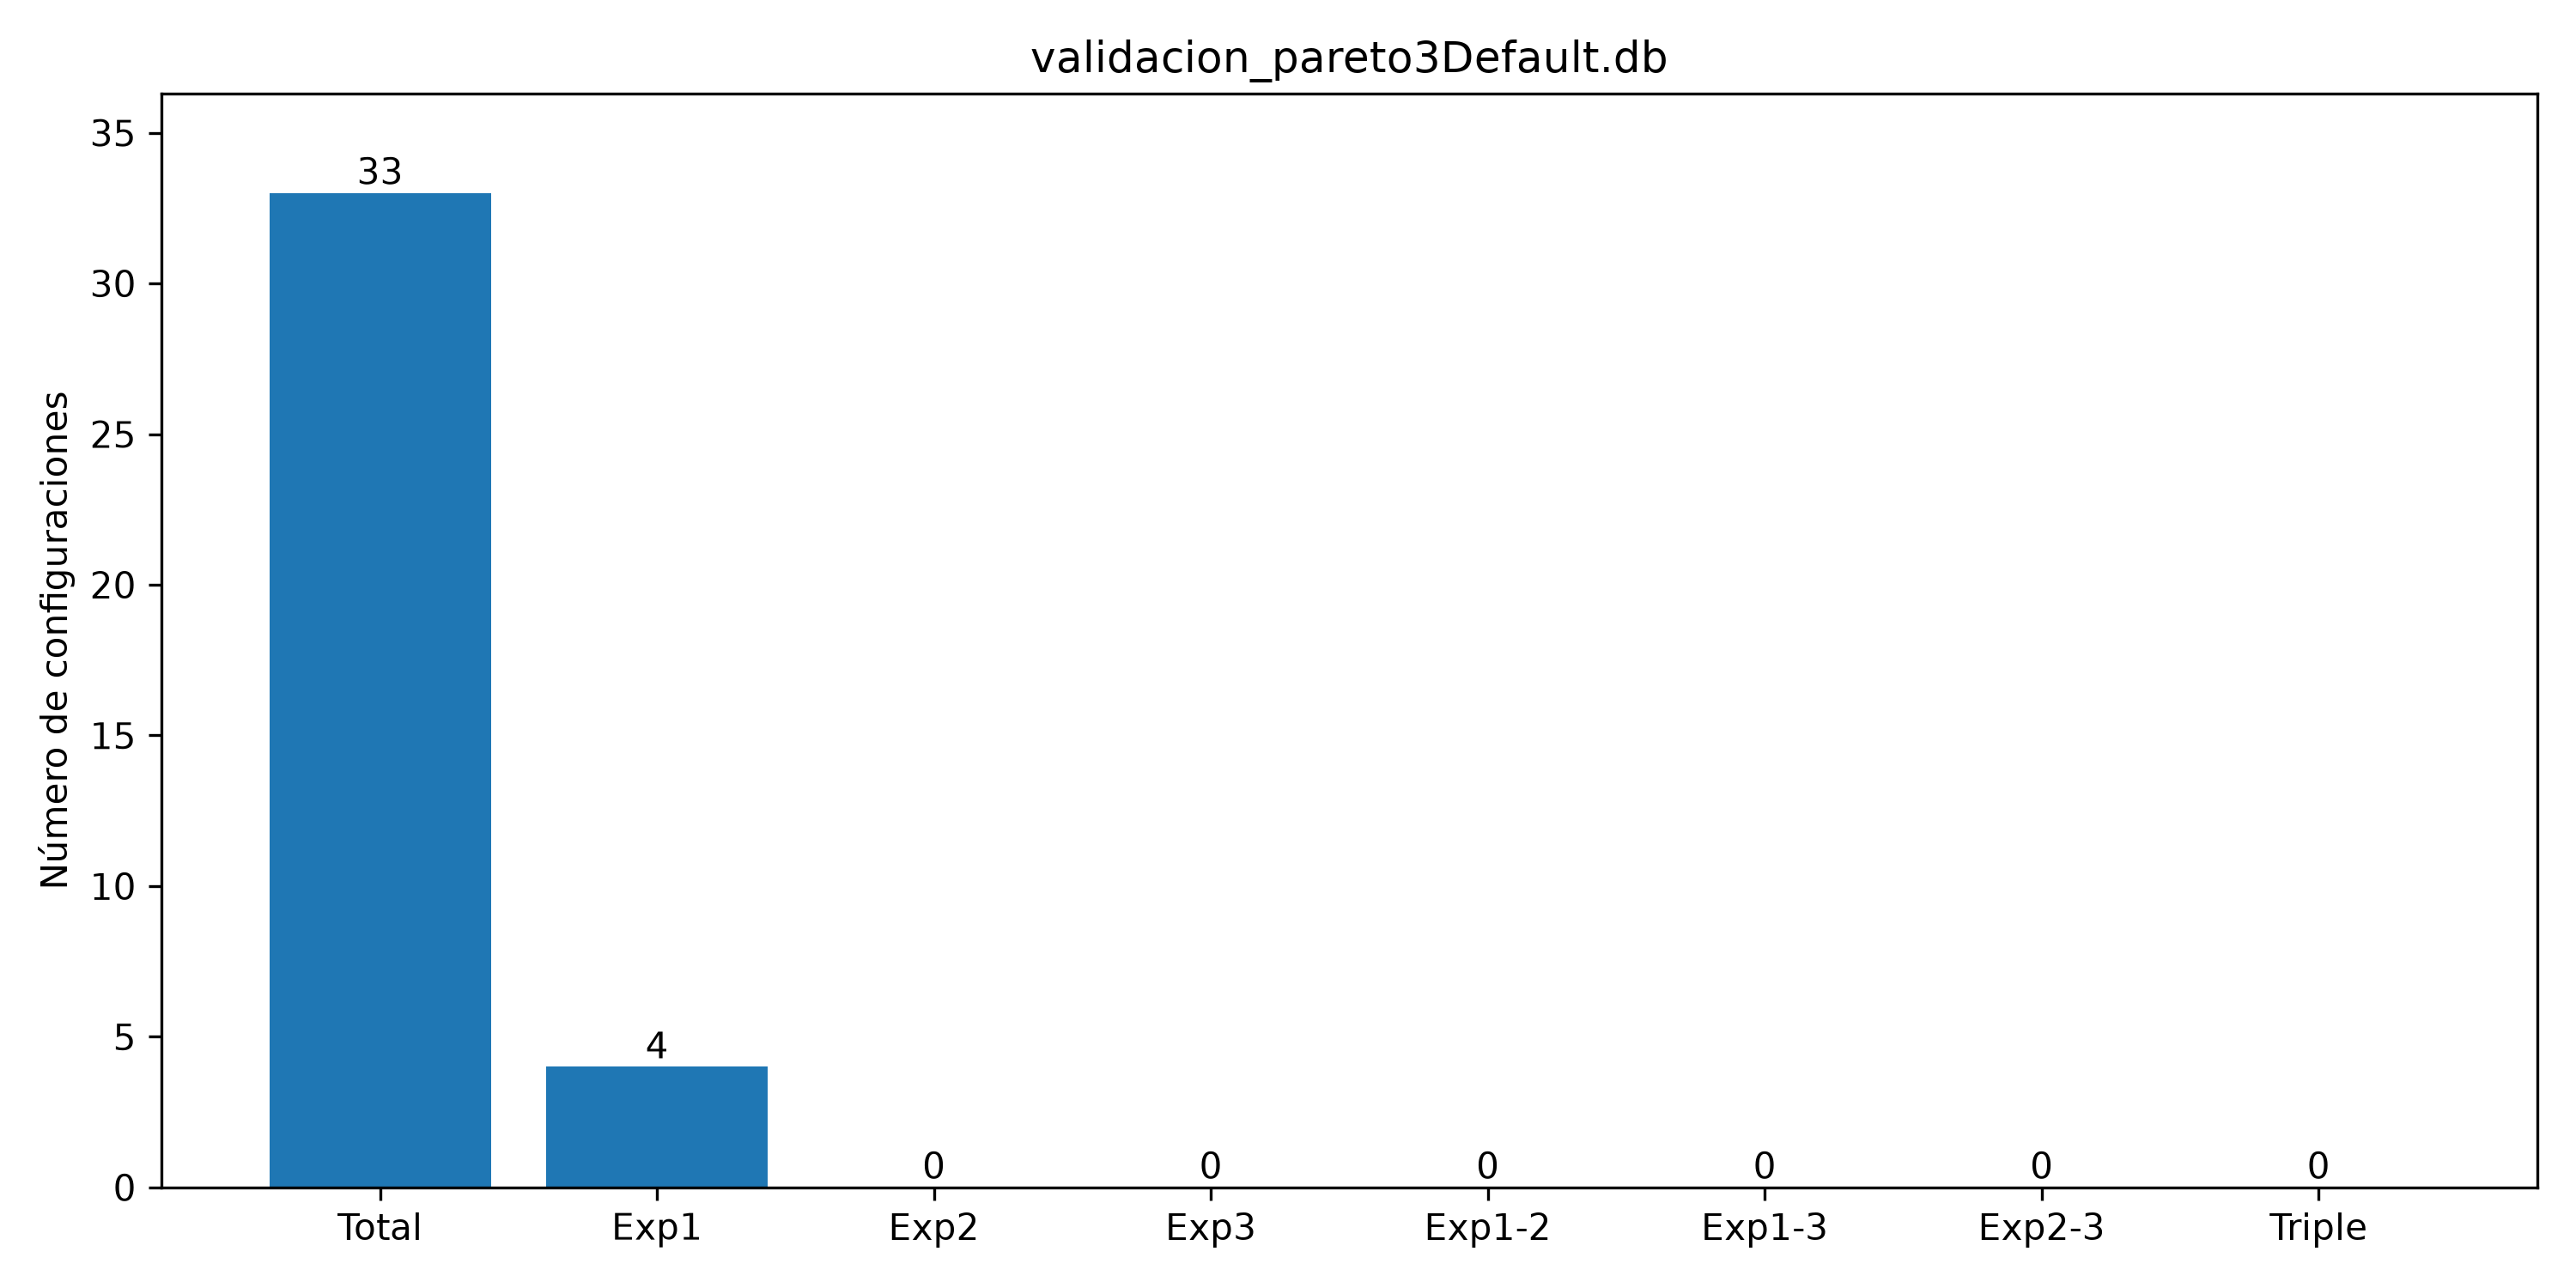 validacion_pareto3Default.db
Número de configuraciones
35
30
25
20
15
10
5
0
33
4
0
0
0
0
0
0
Total
Exp1
Exp2
Exp3
Exp1-2
Exp1-3
Exp2-3
Triple